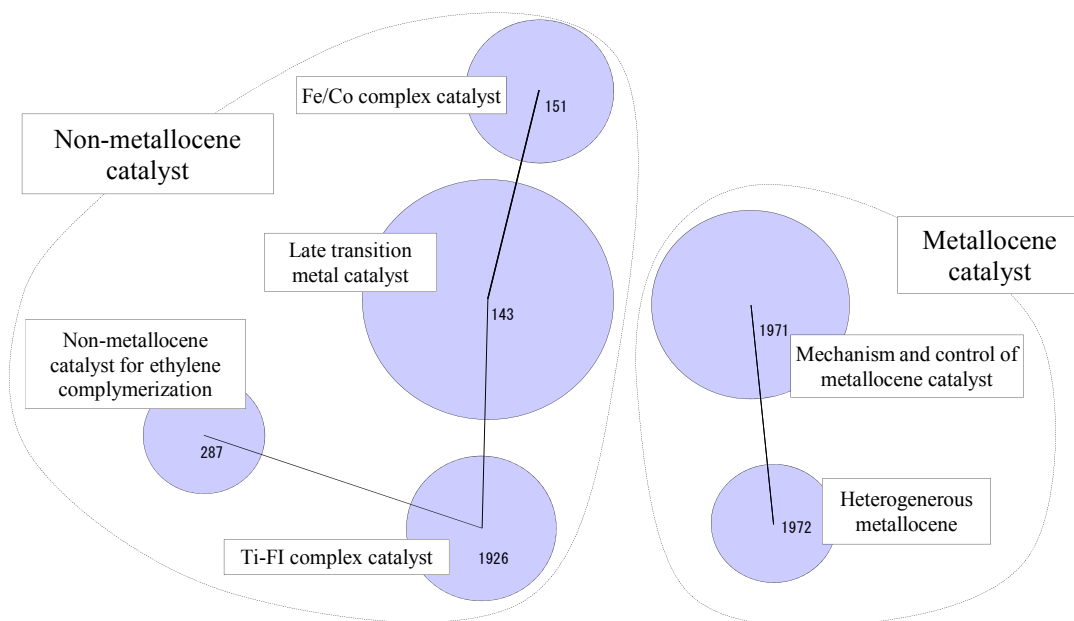 Fe/Co complex catalyst
151
Non-metallocene
catalyst
Late transition
metal catalyst
143
Non-metallocene
catalyst for ethylene
complymerization
287
Ti-FI complex catalyst
1926
Metallocene
catalyst
1971
Mechanism and control of
metallocene catalyst
Heterogenerous
metallocene
1972